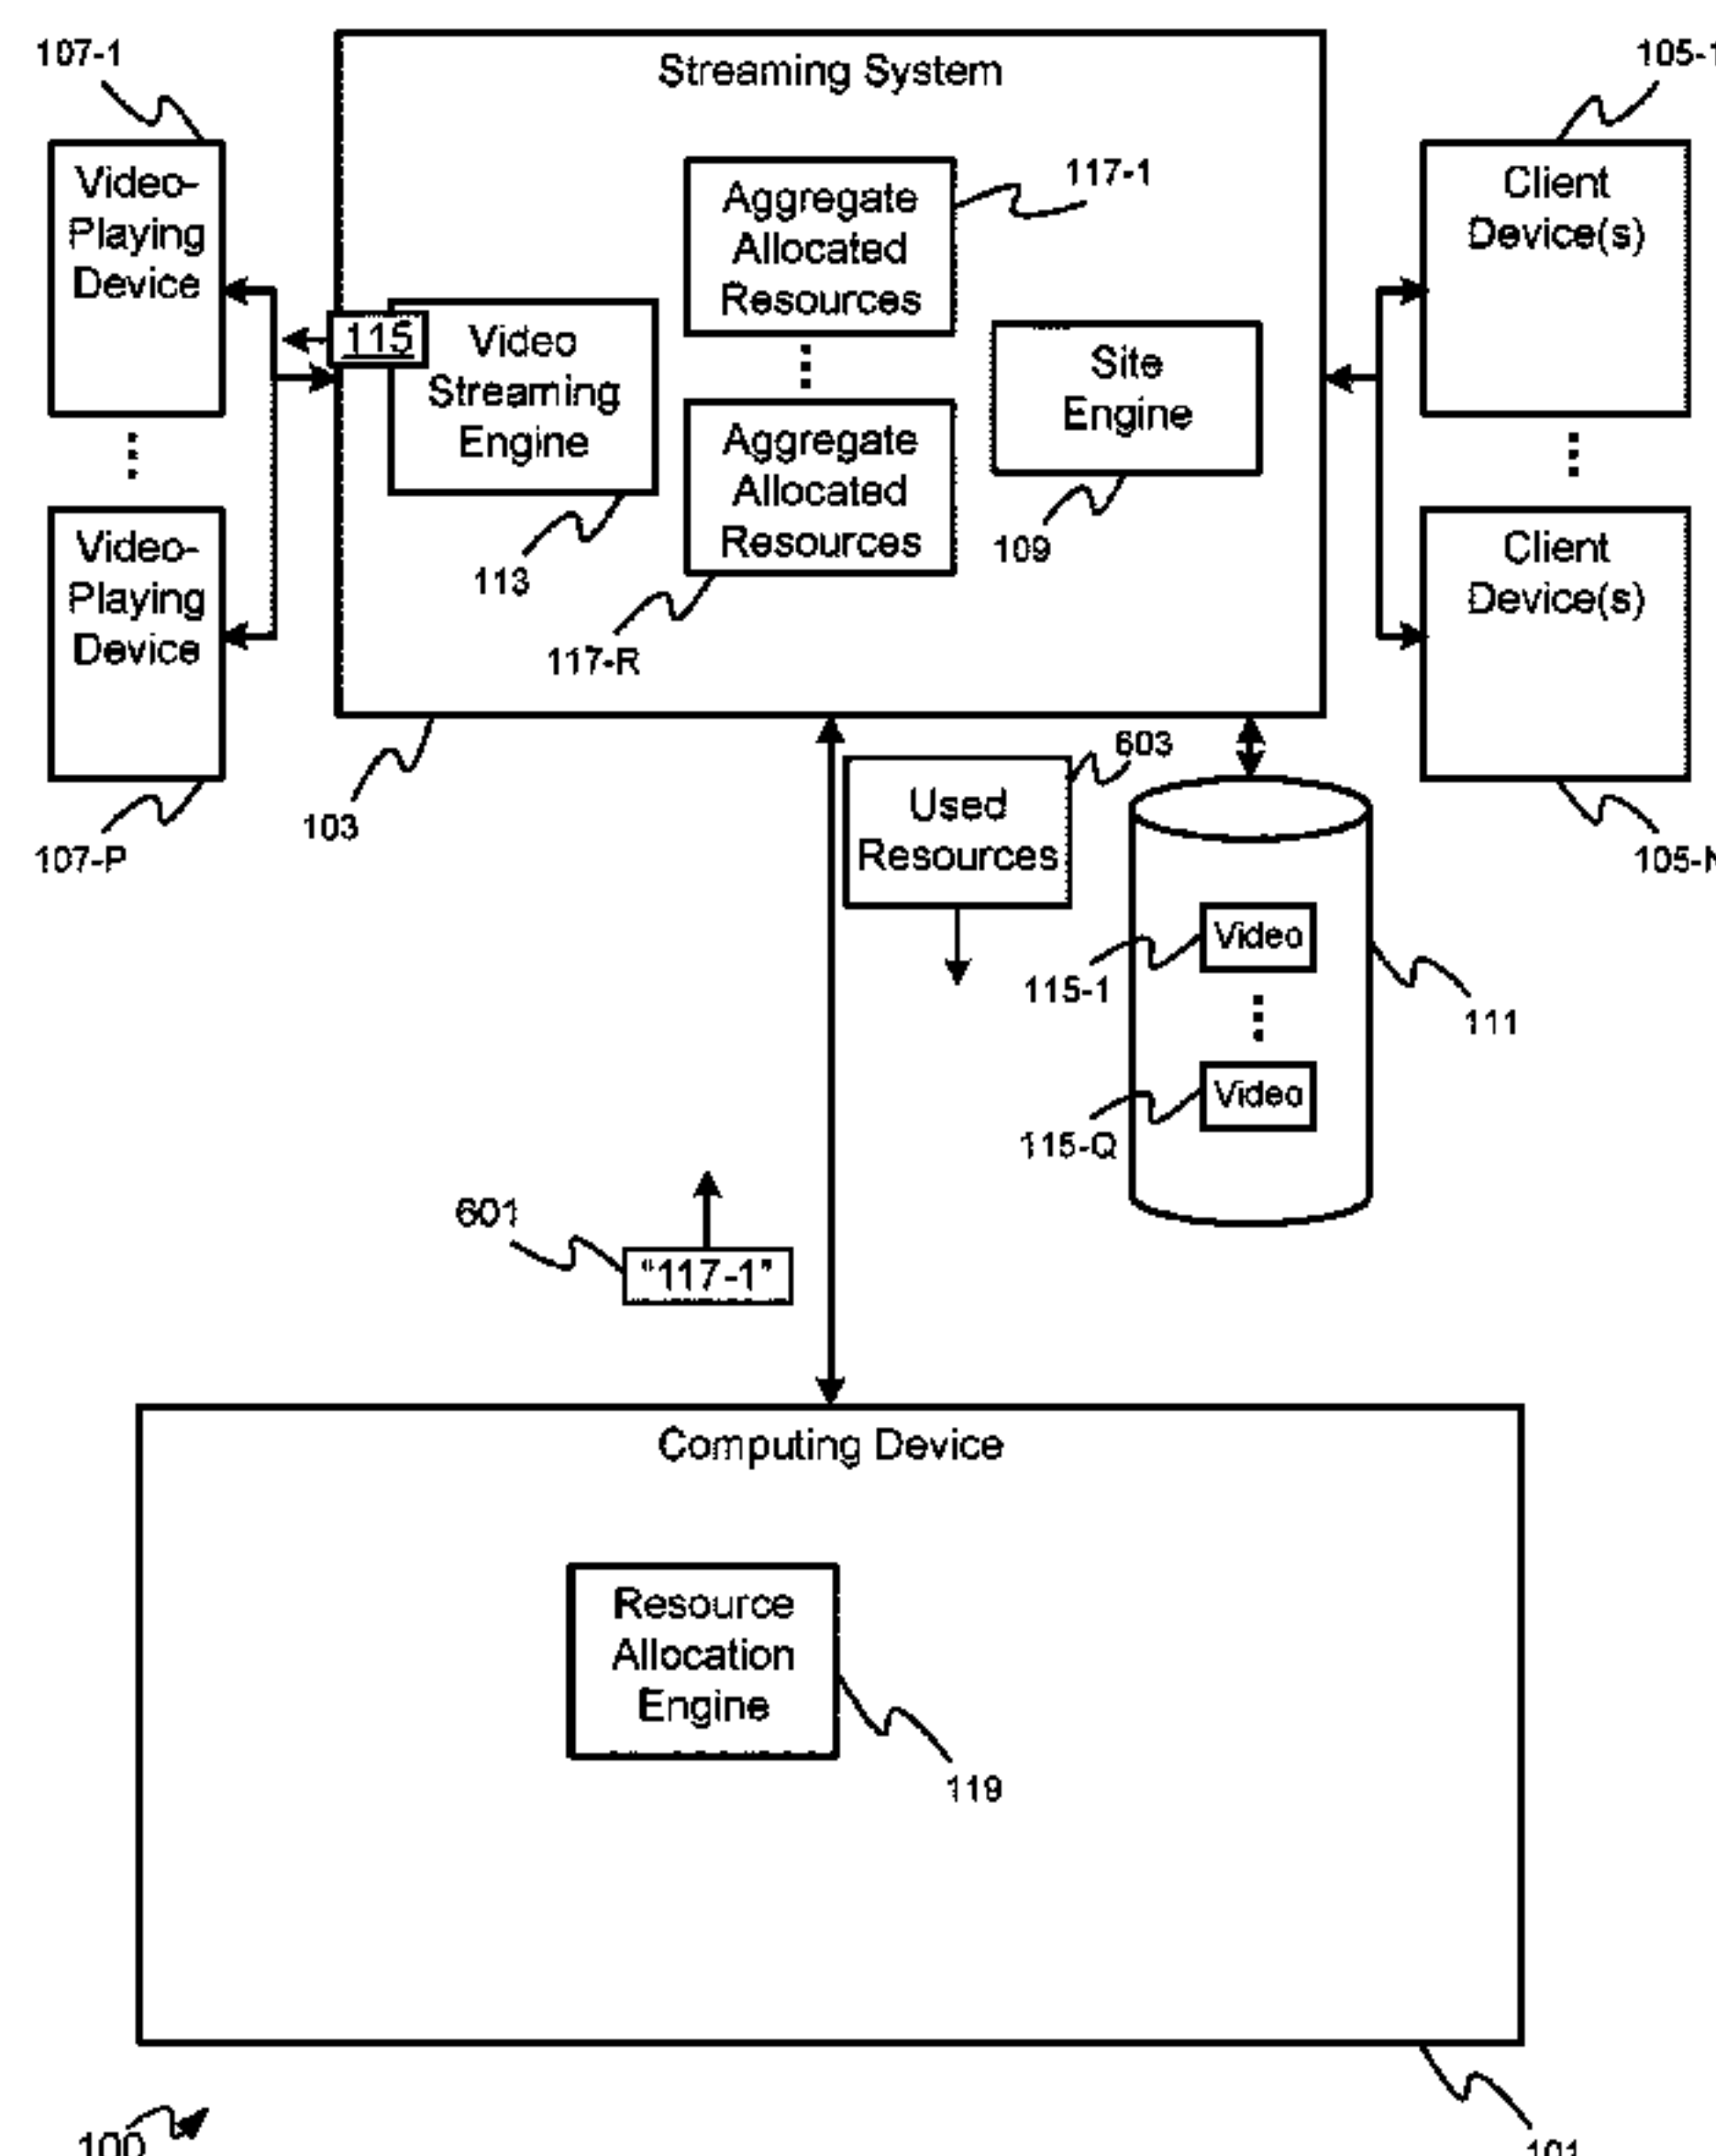 107-1
Streaming System
105-1
Video-
Playing
Device
Aggregate
Allocated
Resources
117-1
Client
Device(s)
115
Video
Streaming
Engine
Site
Engine
Aggregate
Allocated
Resources
109
113
117-R
Video-
Playing
Device
Client
Device(s)
107-P
103
Used
Resources
603
105-N
Video
115-1
111
Video
115-Q
601
"117-1"
Computing Device
Resource
Allocation
Engine
119
100
101